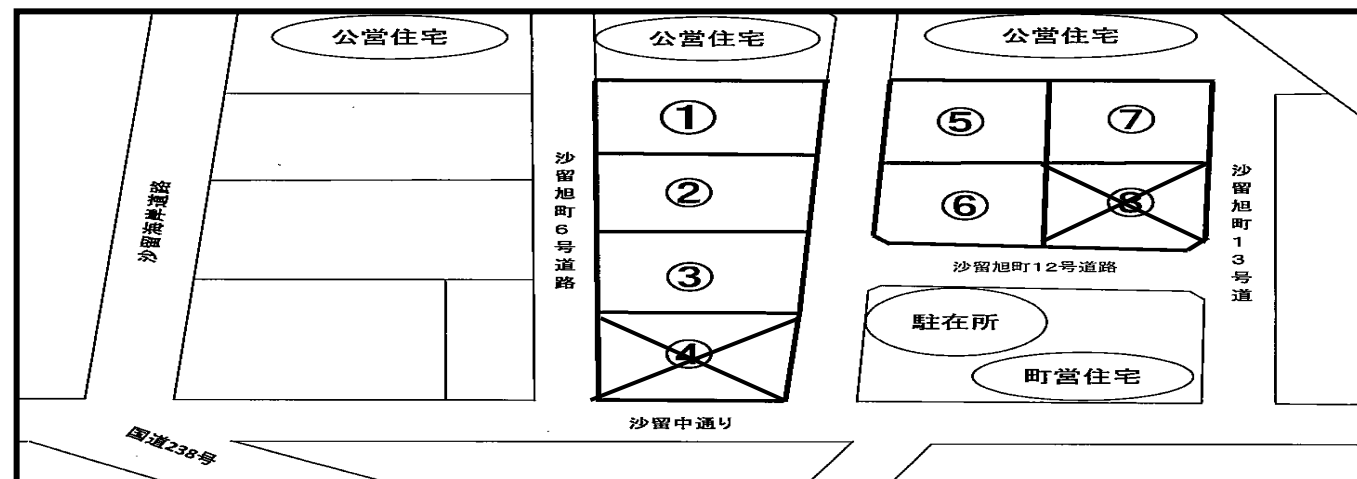 公営住宅
公営住宅
公営住宅
①
⑤
⑦
沙留海岸道路
沙留旭町6号道路
②
⑥
⑧
沙留旭町13号道
③
沙留旭町12号道路
駐在所
④
町営住宅
沙留中通り
国道238号